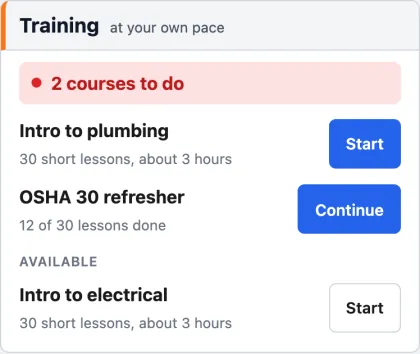 Training at your own pace
2 courses to do
Intro to plumbing
30 short lessons, about 3 hours
Start
OSHA 30 refresher
12 of 30 lessons done
Continue
AVAILABLE
Intro to electrical
30 short lessons, about 3 hours
Start